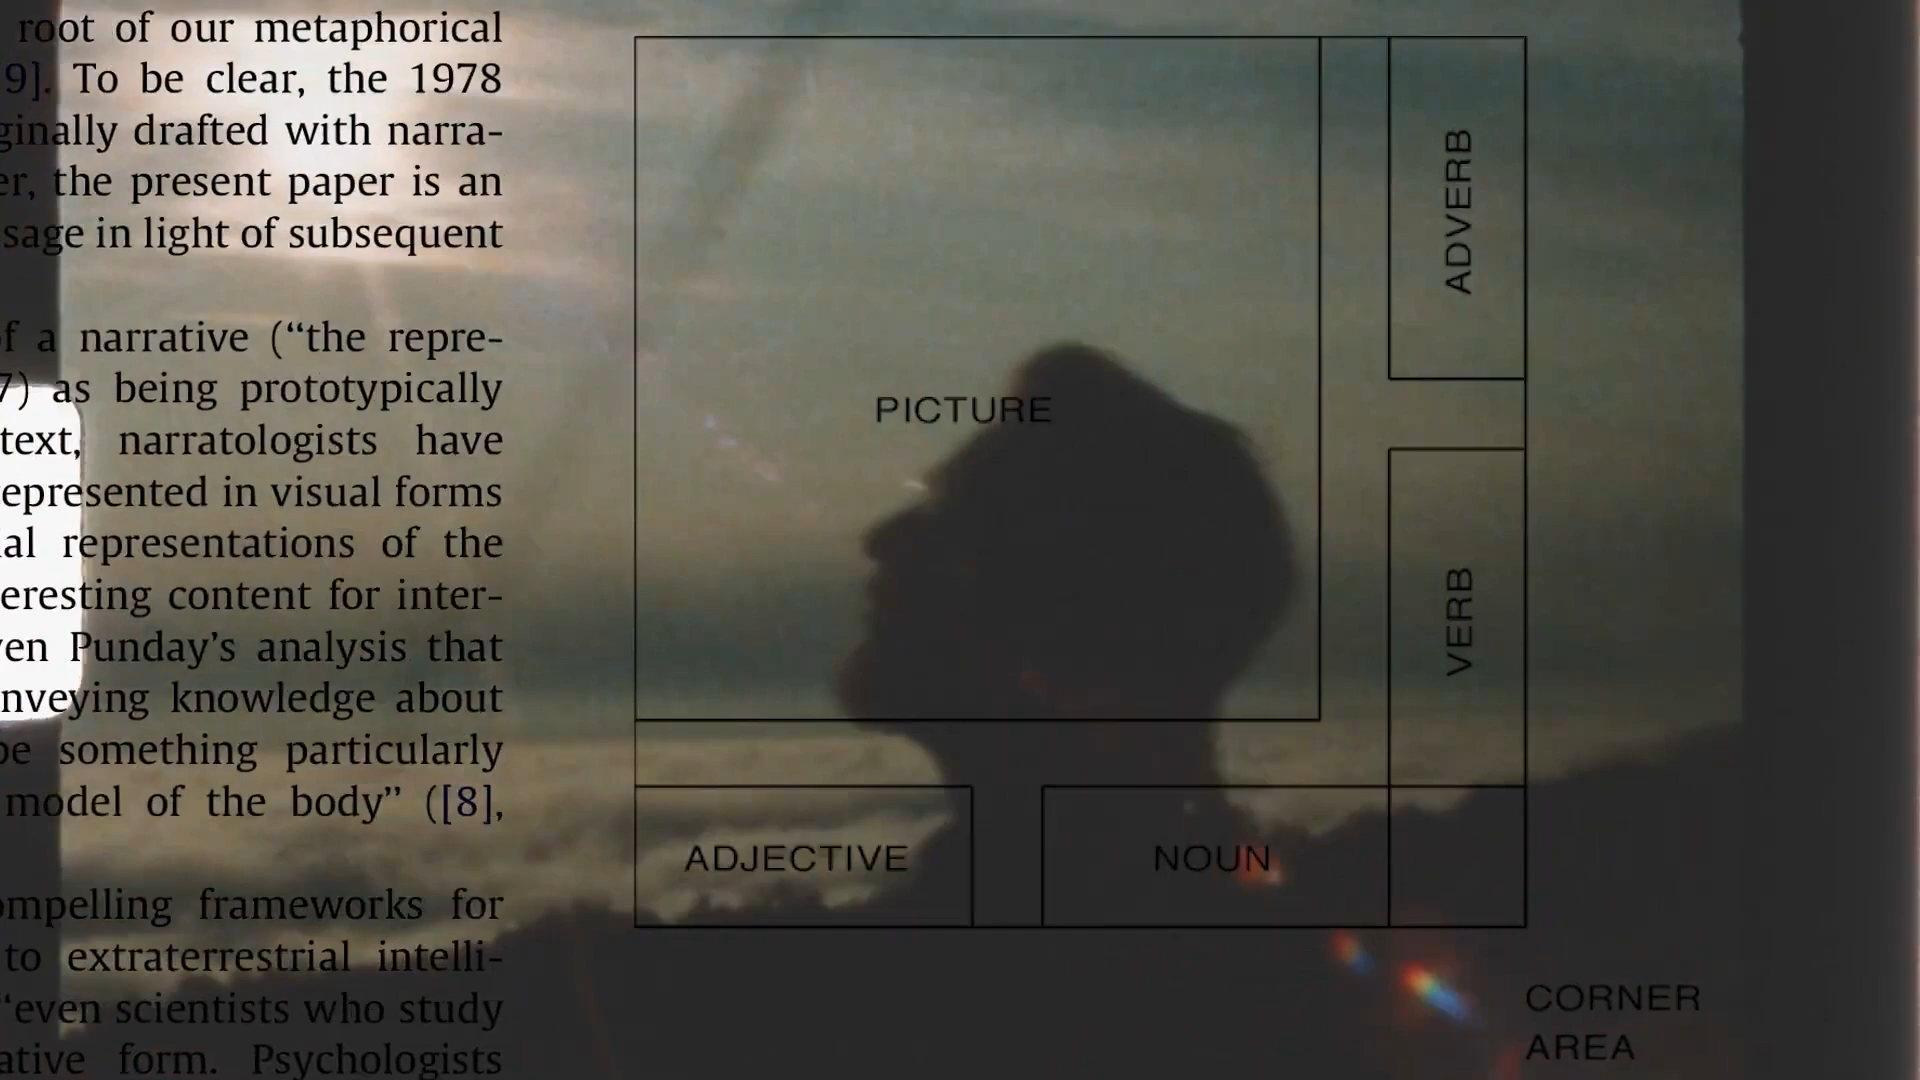 root of our metaphorical
9]. To be clear, the 1978
ginally drafted with narra-
er, the present paper is an
sage in light of subsequent
f a narrative (“the repre-
7) as being prototypically
text, narratologists have
epresented in visual forms
al representations of the
eresting content for inter-
en Punday’s analysis that
nveying knowledge about
be something particularly
model of the body” ([8],
ompelling frameworks for
to extraterrestrial intelli-
“even scientists who study
ative form. Psychologists
PICTURE
ADVERB
VERB
ADJECTIVE
NOUN
CORNER
AREA